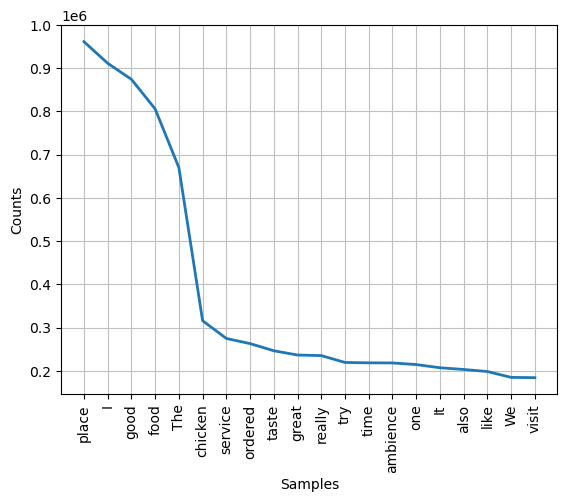 1e6
1.0
0.9
0.8
0.7
0.6
0.5
0.4
0.3
0.2
Counts
place I good food The chicken service ordered taste great really try time ambience one It also like We visit
Samples